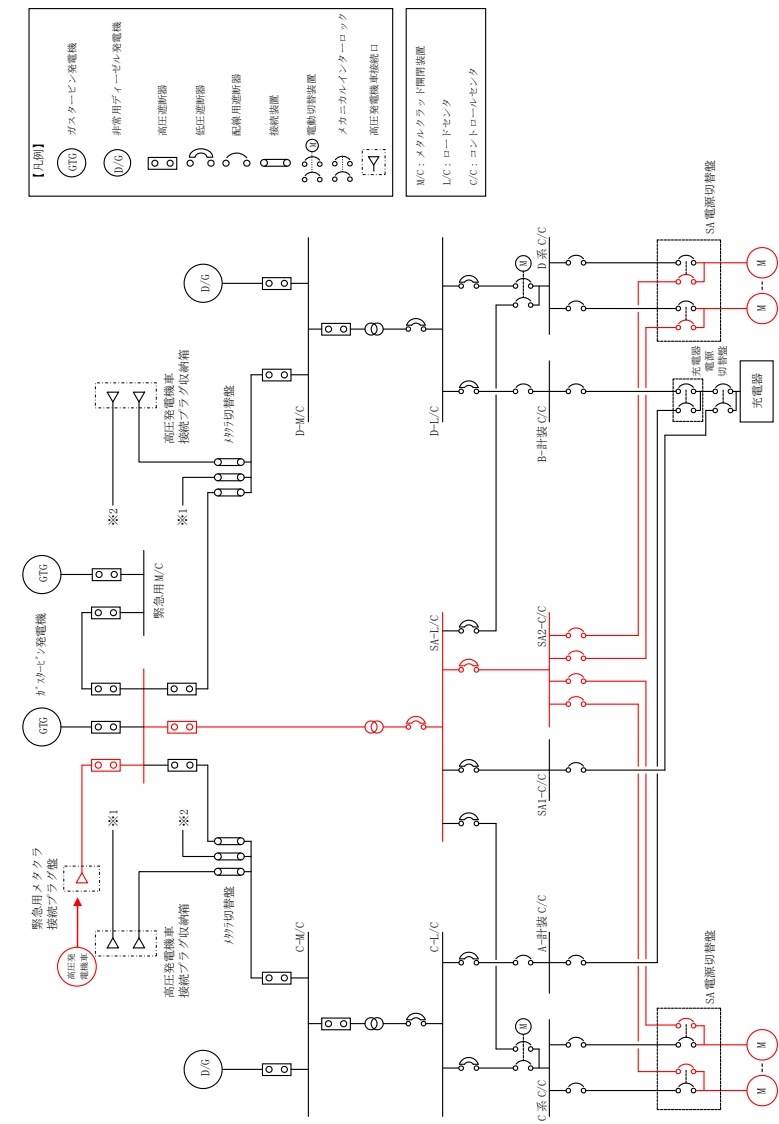 【凡例】
GTG
ガスタービン発電機
D/G
非常用ディーゼル発電機
高圧遮断器
低圧遮断器
配線用遮断器
接続装置
M
電動切替装置
メカニカルインターロック
高圧発電機車接続口
M/C：メタルクラッド開閉装置
L/C：ロードセンタ
C/C：コントロールセンタ
高圧発
電機車
緊急用メタクラ
接続プラグ盤
GTG
ガスタービン発電機
GTG
緊急用M/C
※1
※2
高圧発電機車
接続プラグ収納箱
メタクラ切替盤
※2
※1
高圧発電機車
接続プラグ収納箱
メタクラ切替盤
D/G
C-M/C
D/G
D-M/C
C-L/C
SA-L/C
D-L/C
M
C系C/C
A-計装C/C
SA1-C/C
SA2-C/C
B-計装C/C
M
D系C/C
SA電源切替盤
M
M
充電器
電源
切替盤
充電器
SA電源切替盤
M
M